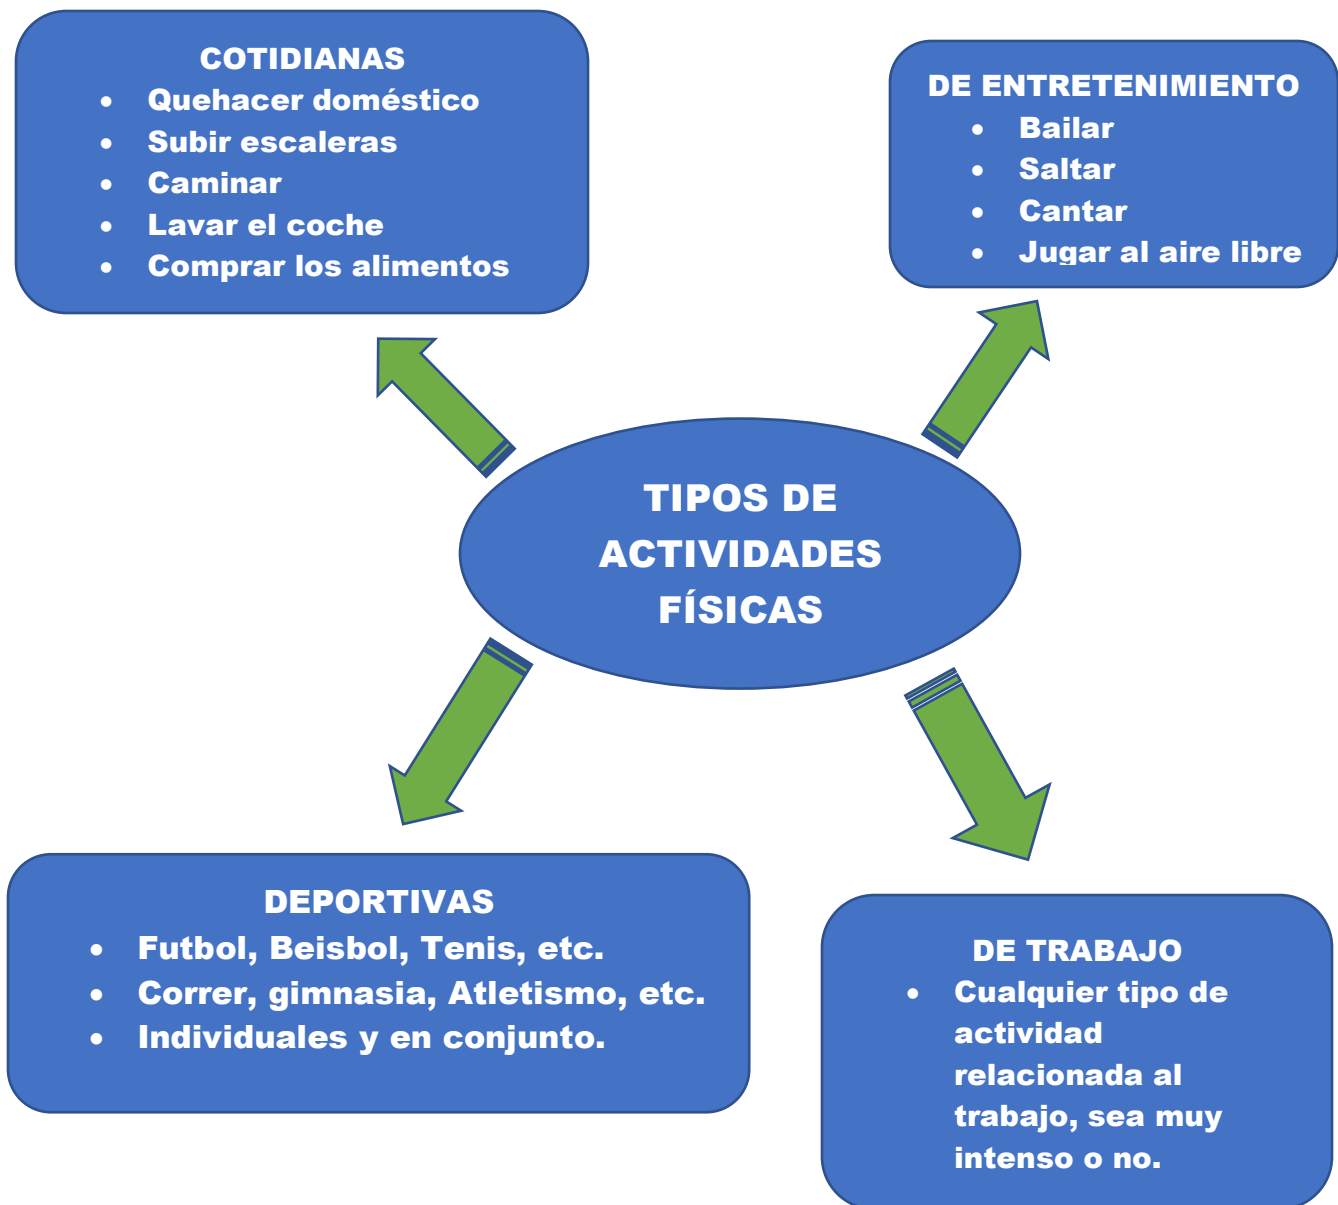 COTIDIANAS
• Quehacer doméstico
• Subir escaleras
• Caminar
• Lavar el coche
• Comprar los alimentos
DE ENTRETENIMIENTO
• Bailar
• Saltar
• Cantar
• Jugar al aire libre
TIPOS DE
ACTIVIDADES
FÍSICAS
DEPORTIVAS
• Futbol, Beisbol, Tenis, etc.
• Correr, gimnasia, Atletismo, etc.
• Individuales y en conjunto.
DE TRABAJO
• Cualquier tipo de
actividad
relacionada al
trabajo, sea muy
intenso o no.